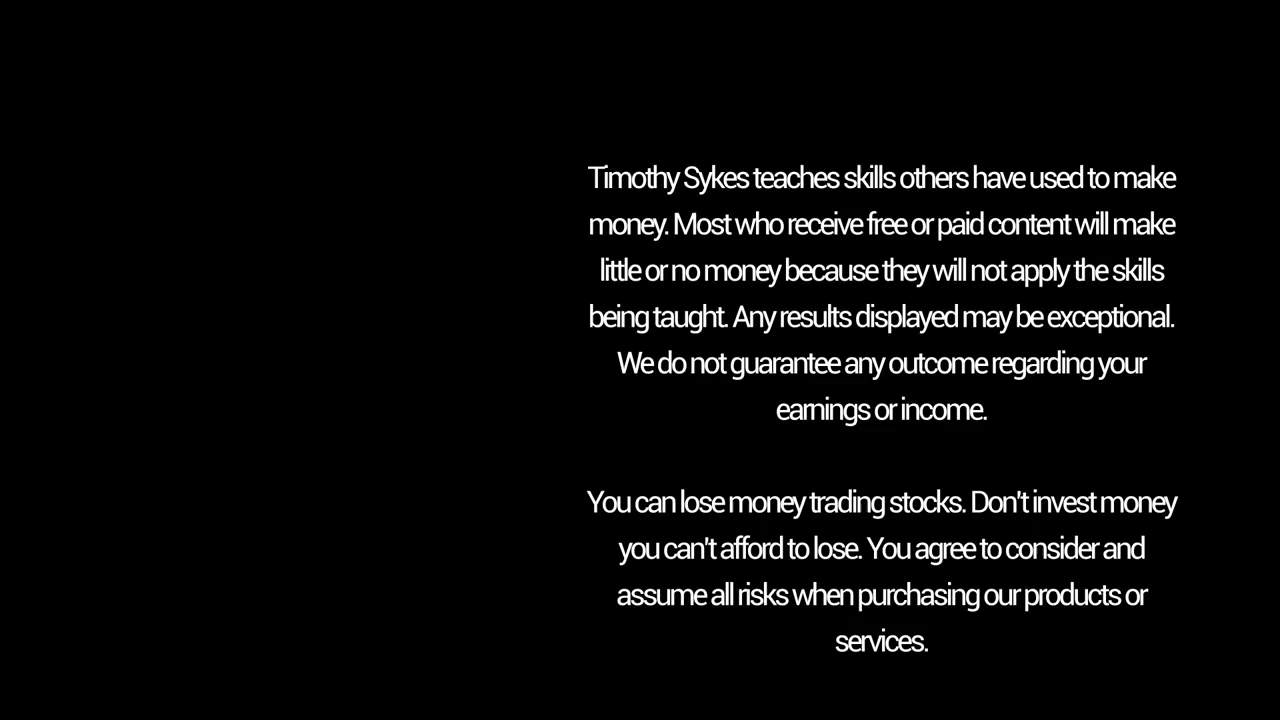 Timothy Sykes teaches skills others have used to make
money. Most who receive free or paid content will make
little or no money because they will not apply the skills
being taught. Any results displayed may be exceptional.
We do not guarantee any outcome regarding your
earnings or income.
You can lose money trading stocks. Don't invest money
you can't afford to lose. You agree to consider and
assume all risks when purchasing our products or
services.